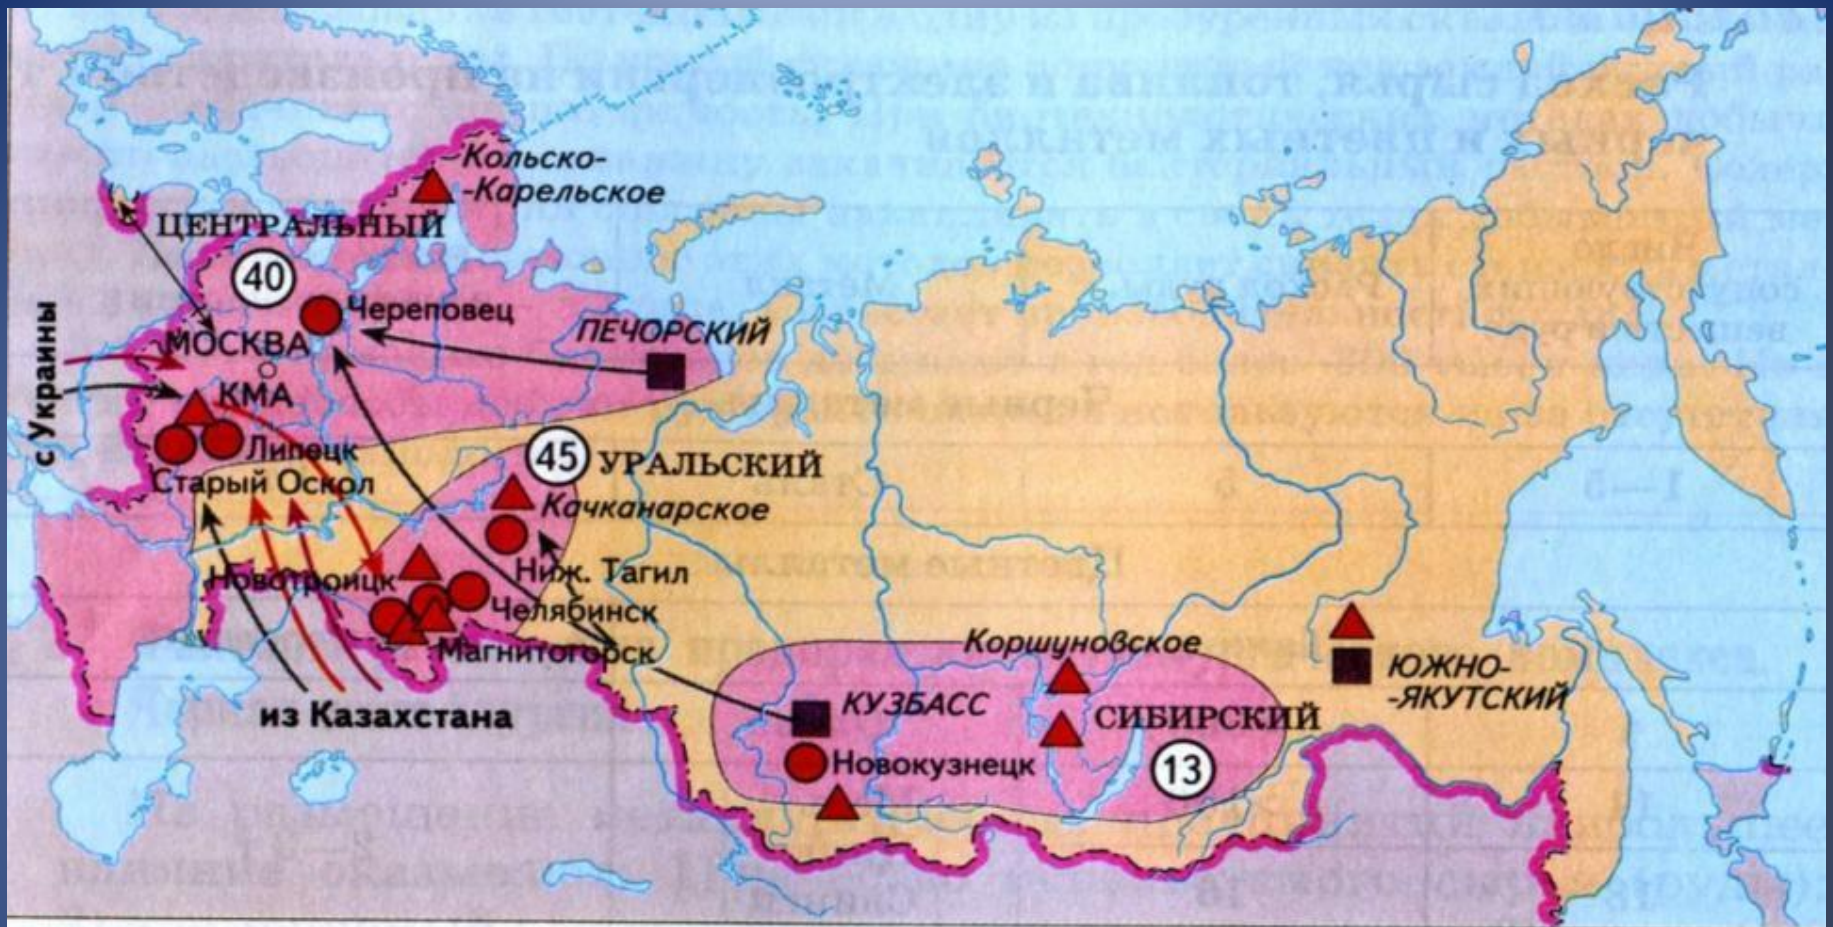 Кольско-
-Карельское
ЦЕНТРАЛЬНЫЙ
40
Череповец
ПЕЧОРСКИЙ
МОСКВА
с Украины
КМА
Липецк
Старый Оскол
45
УРАЛЬСКИЙ
Качканарское
Новотроицк
Ниж. Тагил
Челябинск
Магнитогорск
из Казахстана
Коршуновское
КУЗБАСС
СИБИРСКИЙ
Новокузнецк
13
ЮЖНО-
-ЯКУТСКИЙ